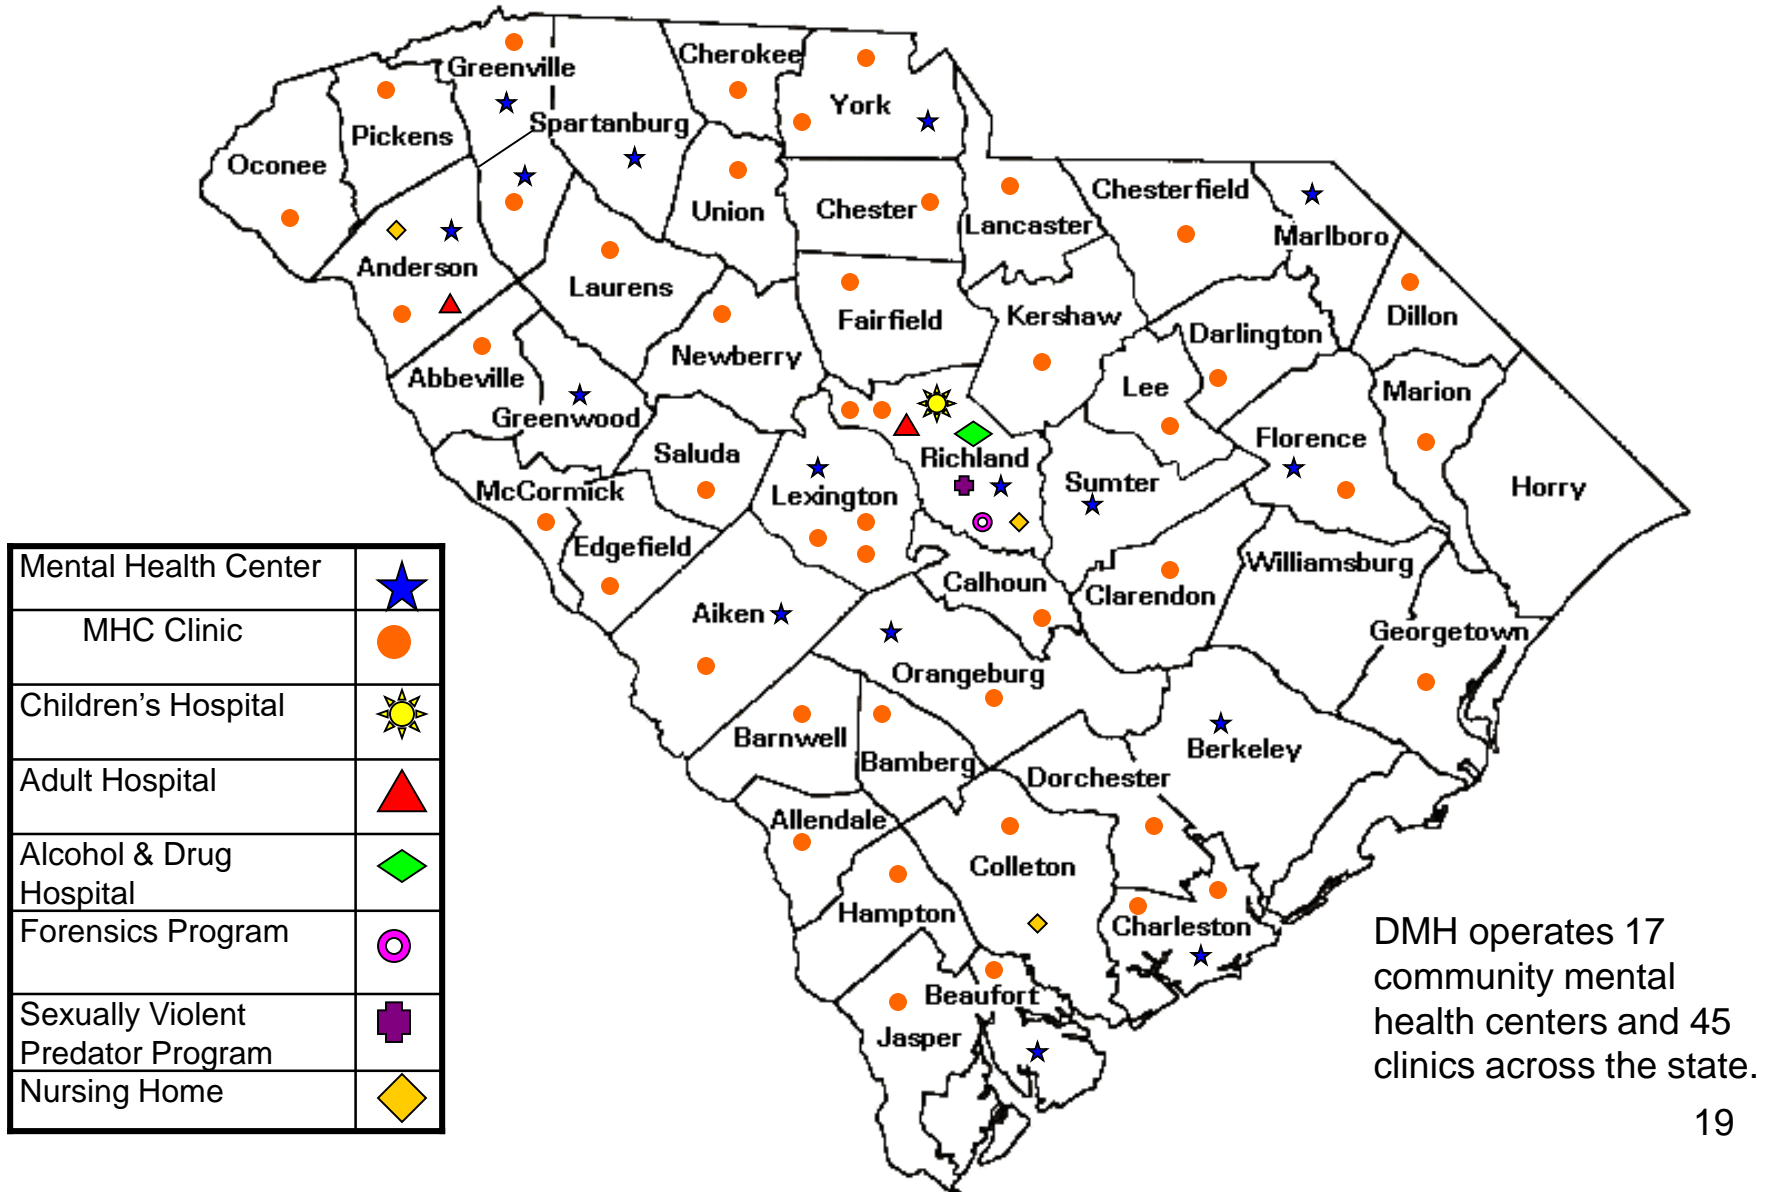 Greenville
Cherokee
York
Spartanburg
Pickens
Oconee
Union
Chester
Lancaster
Chesterfield
Marlboro
Anderson
Laurens
Fairfield
Kershaw
Darlington
Dillon
Newberry
Abbeville
Greenwood
Lee
Marion
Saluda
Richland
Florence
McCormick
Lexington
Sumter
Horry
Edgefield
Calhoun
Clarendon
Williamsburg
Aiken
Georgetown
Orangeburg
Barnwell
Bamberg
Dorchester
Berkeley
Allendale
Colleton
Hampton
Charleston
Beaufort
Jasper
Mental Health Center
MHC Clinic
Children’s Hospital
Adult Hospital
Alcohol & Drug
Hospital
Forensics Program
Sexually Violent
Predator Program
Nursing Home
DMH operates 17
community mental
health centers and 45
clinics across the state.
19